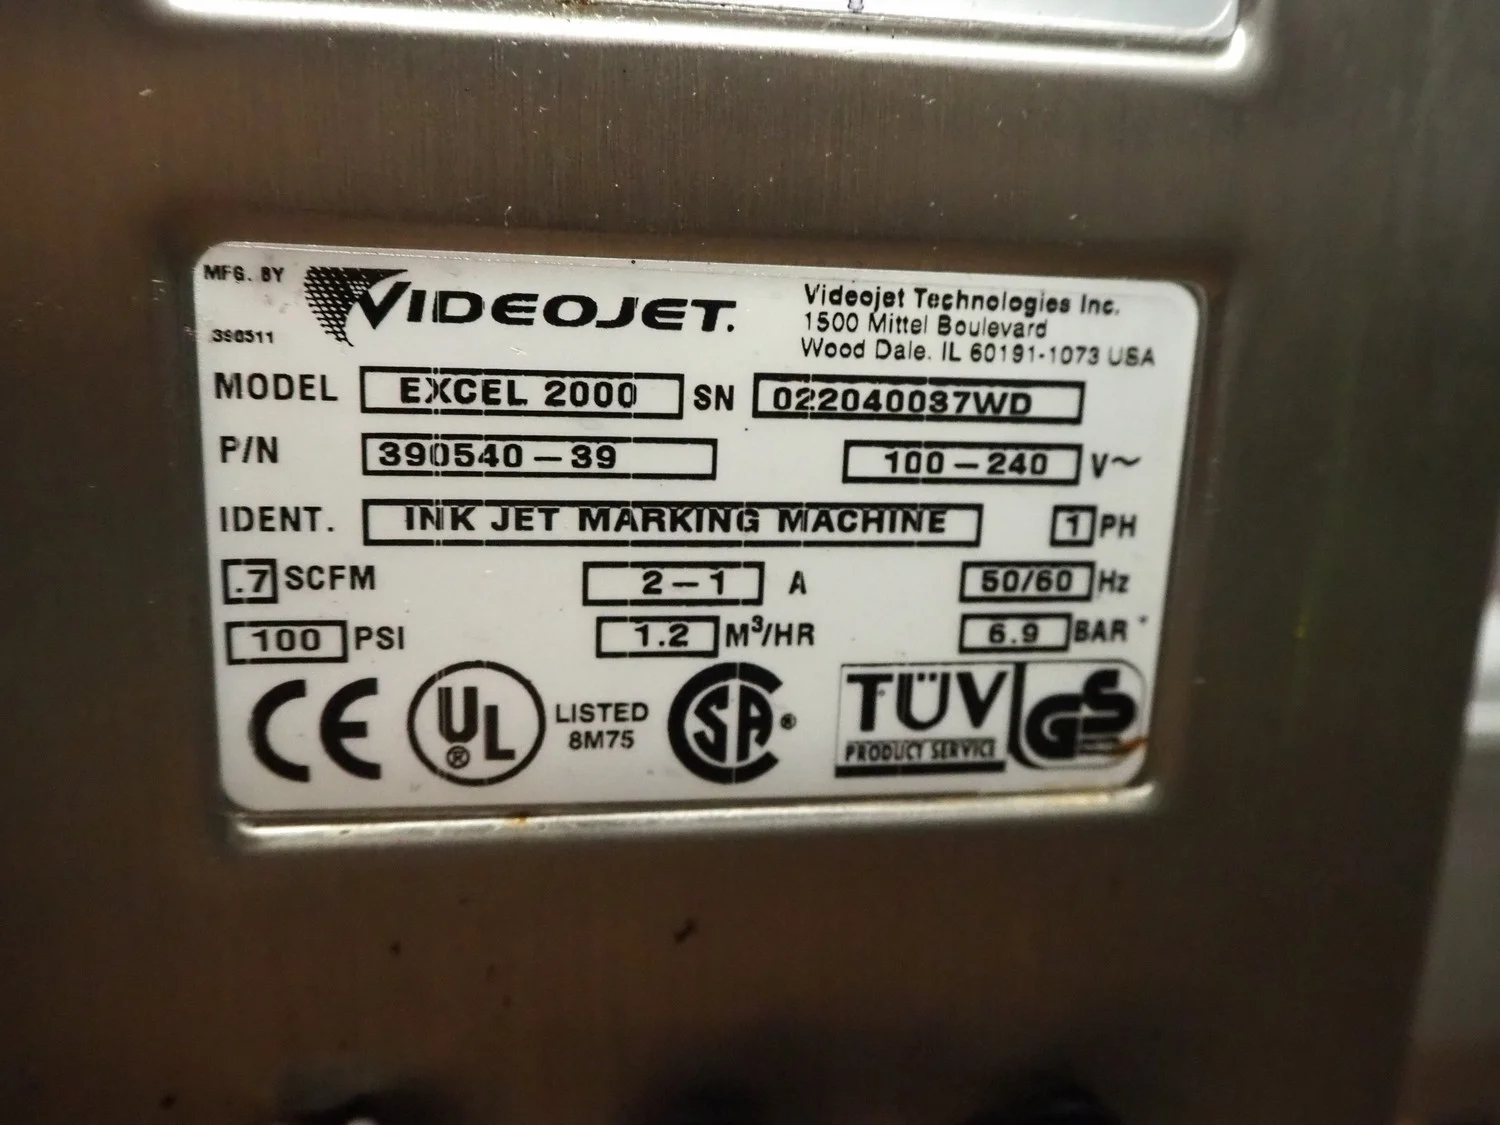 MFG. BY VIDEOJET. Videojet Technologies Inc.
1500 Mittel Boulevard
390511 Wood Dale, IL 60191-1073 USA
MODEL EXCEL 2000 SN 022040037WD
P/N 390540-39 100-240 V~
IDENT. INK JET MARKING MACHINE 1 PH
.7 SCFM 2-1 A 50/60 Hz
100 PSI 1.2 M³/HR 6.9 BAR
CE UL ® LISTED SA ® TÜV GS
8M75 PRODUCT SERVICE